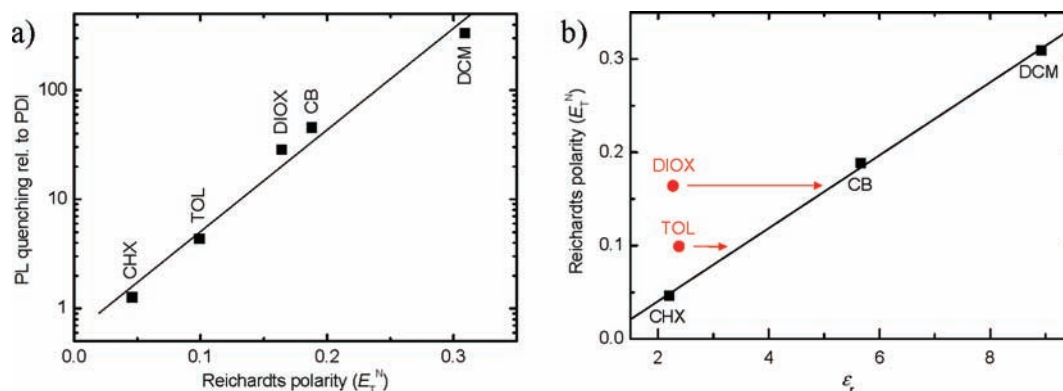 a)
PL quenching rel. to PDI
100
10
1
CHX
TOL
DIOX
CB
DCM
0.0 0.1 0.2 0.3
Reichardts polarity (E_T^N)
b)
Reichardts polarity (E_T^N)
0.3
0.2
0.1
0.0
DCM
DIOX
CB
TOL
CHX
2 4 6 8
ε_r